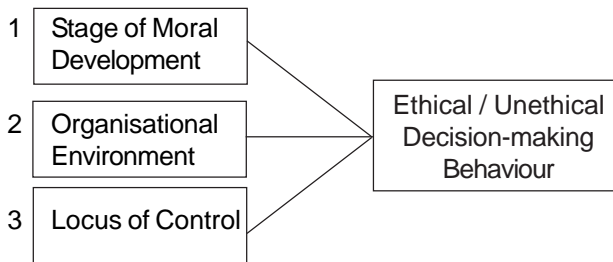 1 Stage of Moral
Development
2 Organisational
Environment
3 Locus of Control
Ethical / Unethical
Decision-making
Behaviour